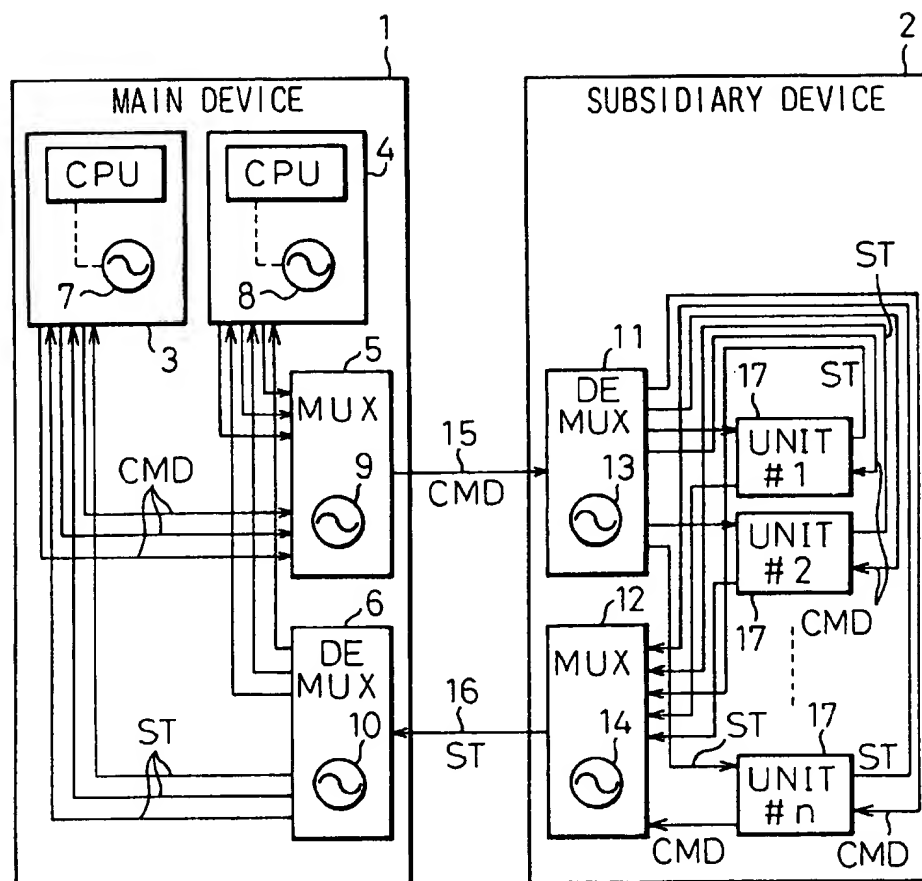 1
2
MAIN DEVICE
SUBSIDIARY DEVICE
CPU
7
3
CPU
8
4
5
MUX
9
CMD
15
CMD
11
DE
MUX
13
ST
ST
17
UNIT
#1
UNIT
#2
17
CMD
6
DE
MUX
10
ST
16
ST
12
MUX
14
ST
17
UNIT
#n
ST
CMD
CMD